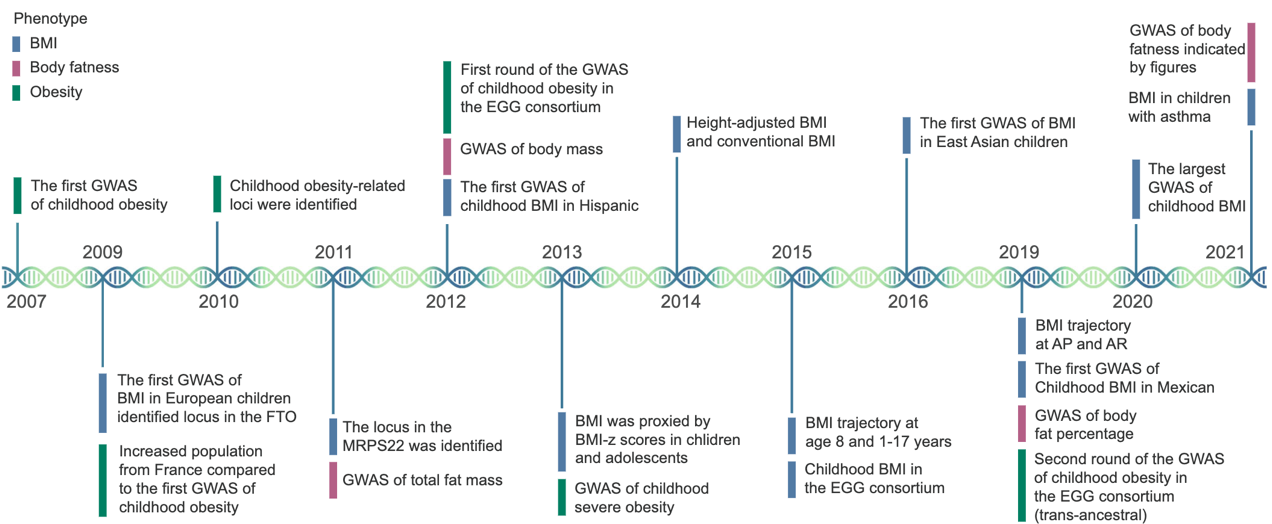 Phenotype
BMI
Body fatness
Obesity
The first GWAS
of childhood obesity
2007
2009
The first GWAS of
BMI in European children
identified locus in the FTO
Increased population
from France compared
to the first GWAS of
childhood obesity
Childhood obesity-related
loci were identified
2010
2011
The locus in the
MRPS22 was identified
GWAS of total fat mass
First round of the GWAS
of childhood obesity in
the EGG consortium
GWAS of body mass
The first GWAS of
childhood BMI in Hispanic
2012
2013
BMI was proxied by
BMI-z scores in chlidren
and adolescents
GWAS of childhood
severe obesity
Height-adjusted BMI
and conventional BMI
2014
2015
BMI trajectory at
age 8 and 1-17 years
Childhood BMI in
the EGG consortium
The first GWAS of BMI
in East Asian children
2016
2019
BMI trajectory
at AP and AR
The first GWAS of
Childhood BMI in Mexican
GWAS of body
fat percentage
Second round of the GWAS
of childhood obesity in
the EGG consortium
(trans-ancestral)
The largest
GWAS of
childhood BMI
2020
2021
GWAS of body
fatness indicated
by figures
BMI in children
with asthma